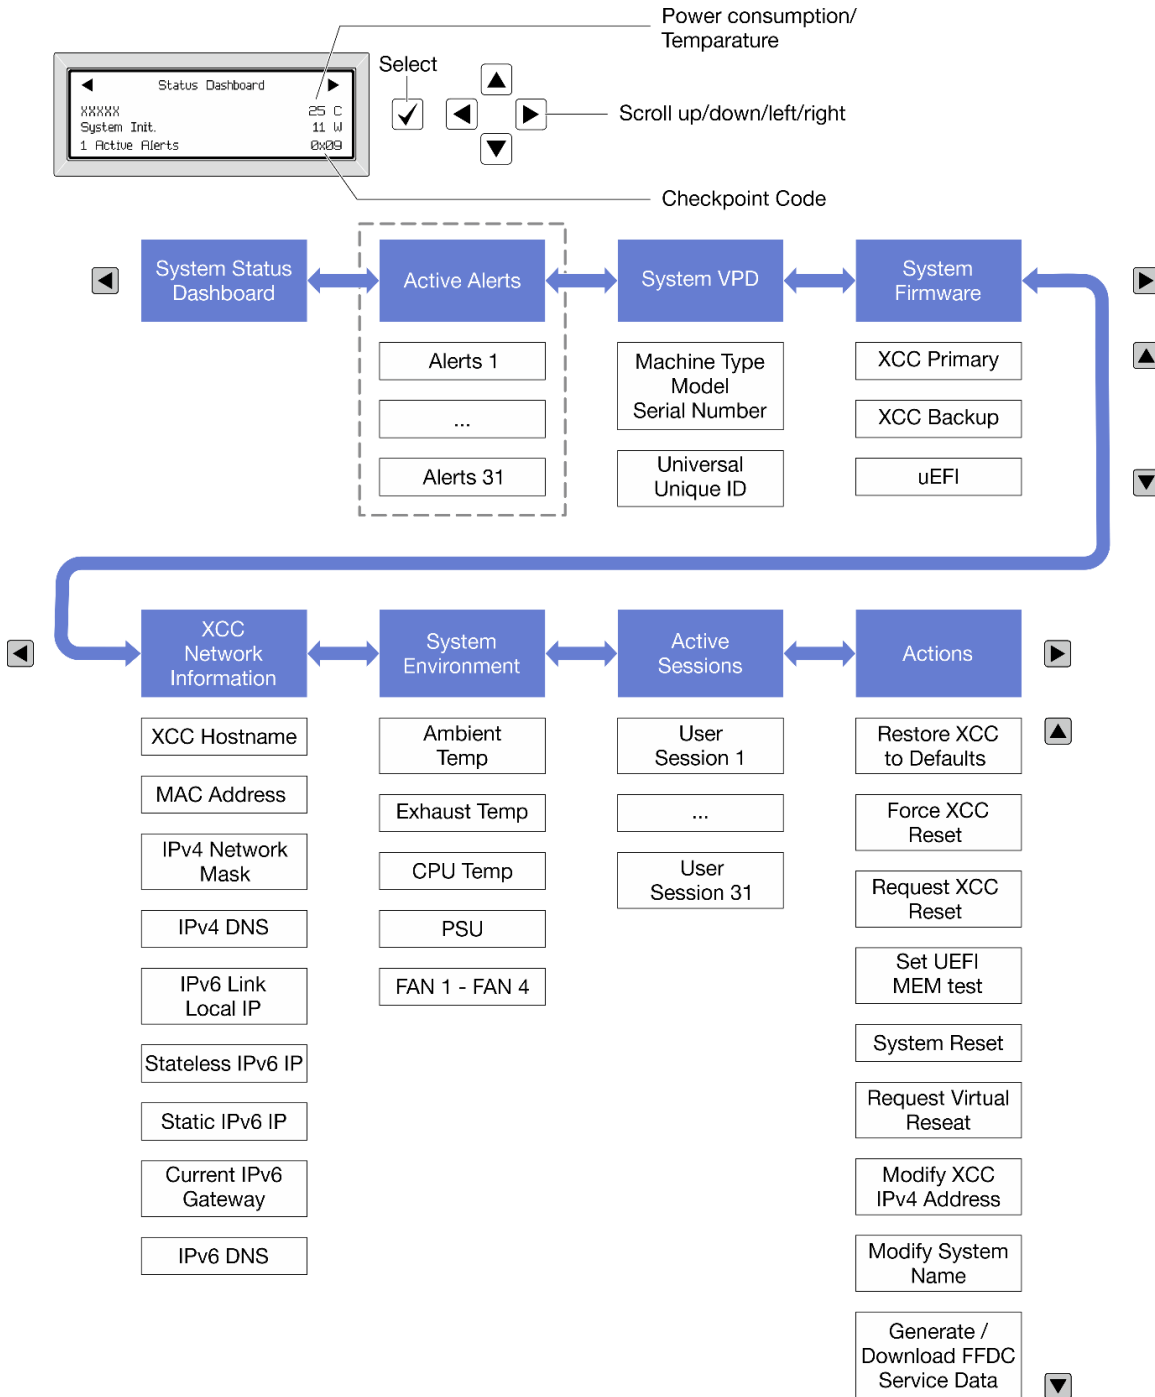 Power consumption/
Temparature
Select
Status Dashboard
XXXXX 25 C
System Init. 11 W
1 Active Alerts 0x09
Scroll up/down/left/right
Checkpoint Code
System Status
Dashboard
Active Alerts
System VPD
System
Firmware
Alerts 1
...
Alerts 31
Machine Type
Model
Serial Number
Universal
Unique ID
XCC Primary
XCC Backup
uEFI
XCC
Network
Information
System
Environment
Active
Sessions
Actions
XCC Hostname
MAC Address
IPv4 Network
Mask
IPv4 DNS
IPv6 Link
Local IP
Stateless IPv6 IP
Static IPv6 IP
Current IPv6
Gateway
IPv6 DNS
Ambient
Temp
Exhaust Temp
CPU Temp
PSU
FAN 1 - FAN 4
User
Session 1
...
User
Session 31
Restore XCC
to Defaults
Force XCC
Reset
Request XCC
Reset
Set UEFI
MEM test
System Reset
Request Virtual
Reseat
Modify XCC
IPv4 Address
Modify System
Name
Generate /
Download FFDC
Service Data